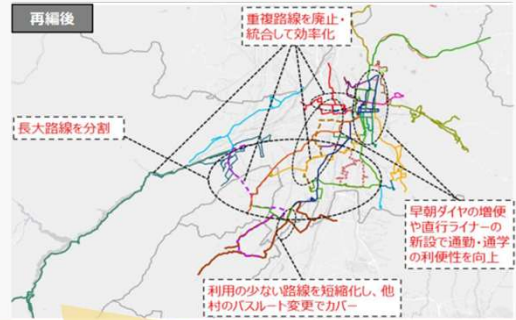 再編後
重複路線を廃止・
統合して効率化
長大路線を分割
早朝ダイヤの増便
や直行ライナーの
新設で通勤・通学
の利便性を向上
利用の少ない路線を短縮化し、他
村のバスルート変更でカバー